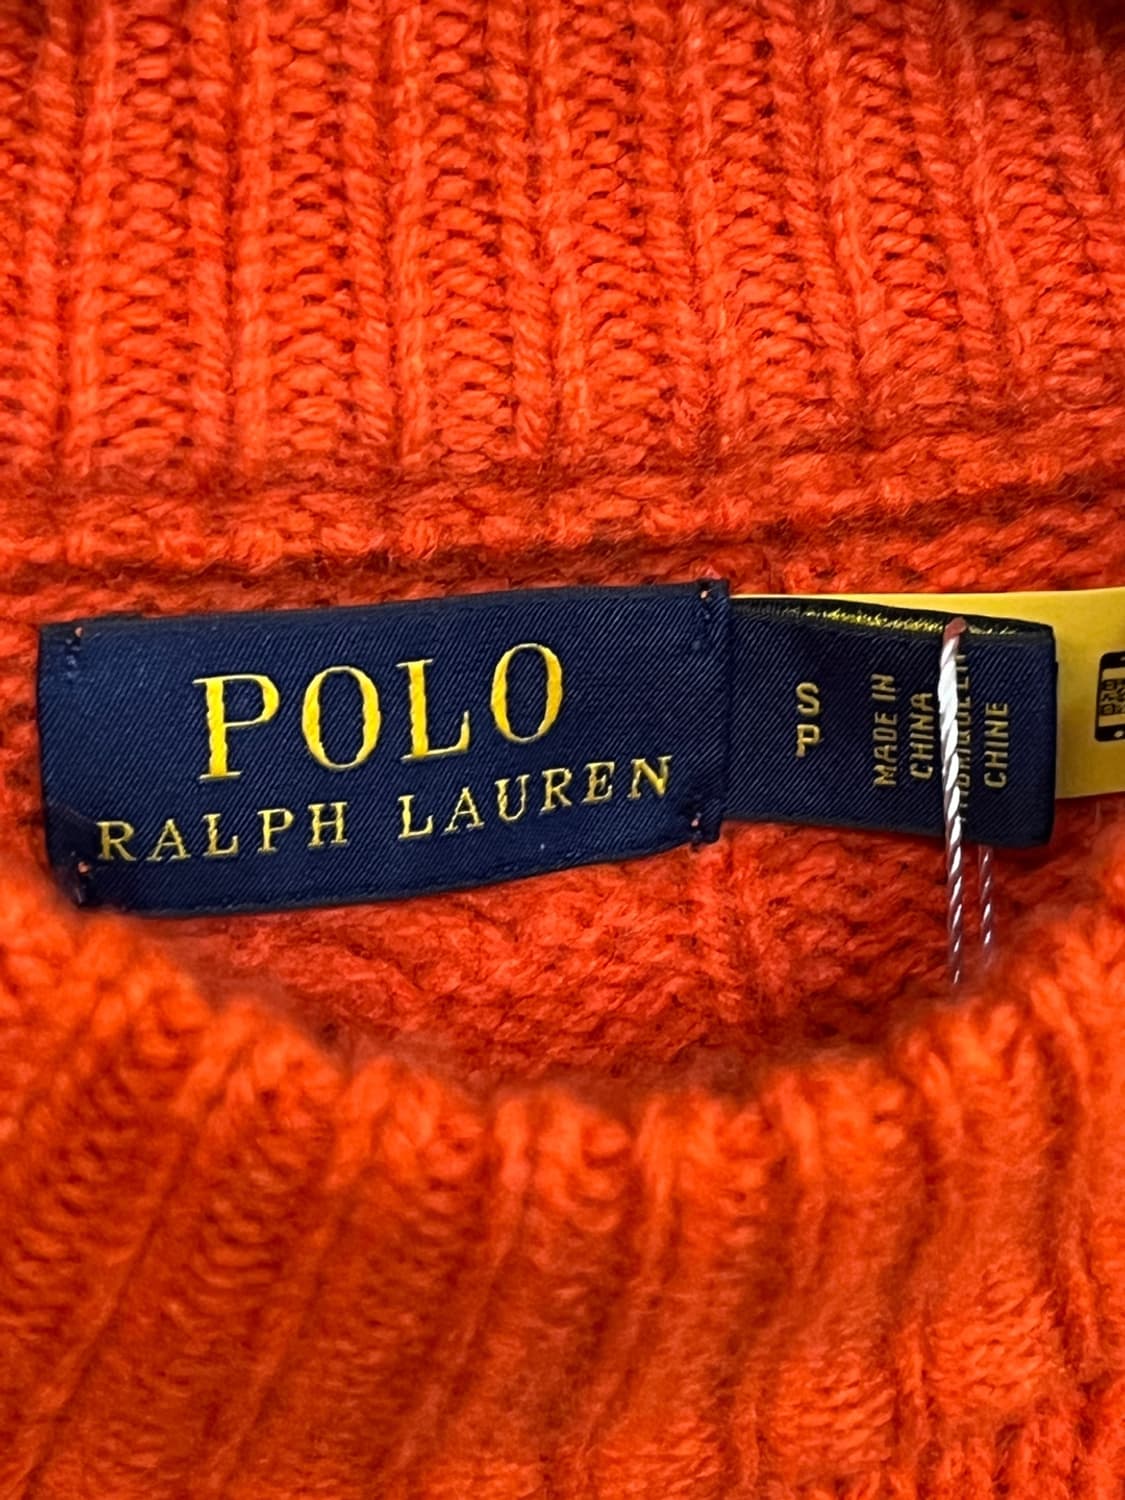 POLO
RALPH LAUREN
S
P
MADE IN
CHINA
CHINE